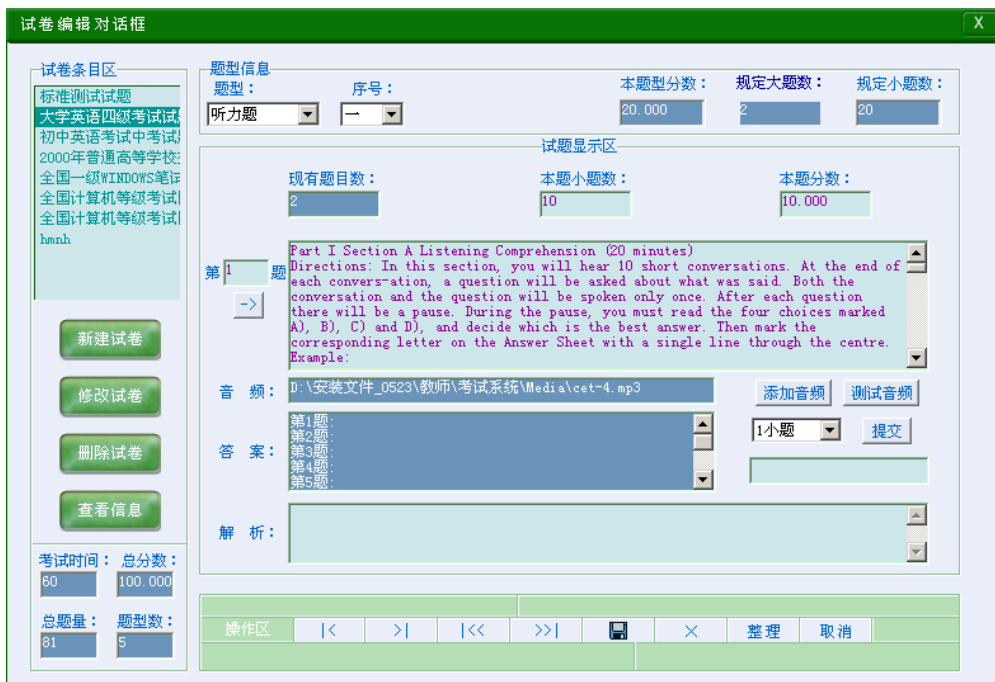 试卷编辑对话框
X
试卷条目区
标准测试试题
大学英语四级考试试
初中英语考试中考试
2000年普通高等学校
全国一级WINDOWS笔试
全国计算机等级考试
全国计算机等级考试
hmnh
新建试卷
修改试卷
删除试卷
查看信息
考试时间： 总分数：
60 100.000
总题量： 题型数：
81 5
题型信息
题型： 序号： 本题型分数： 规定大题数： 规定小题数：
听力题 一 20.000 2 20
试题显示区
现有题目数： 本题小题数： 本题分数：
2 10 10.000
第 1 题
->
Part I Section A Listening Comprehension (20 minutes)
Directions: In this section, you will hear 10 short conversations. At the end of
each convers-ation, a question will be asked about what was said. Both the
conversation and the question will be spoken only once. After each question
there will be a pause. During the pause, you must read the four choices marked
A), B), C) and D), and decide which is the best answer. Then mark the
corresponding letter on the Answer Sheet with a single line through the centre.
Example:
音 频： D:\安装文件_0523\教师\考试系统\Media\cet-4.mp3 添加音频 测试音频
答 案：
第1题:
第2题:
第3题:
第4题:
第5题:
1小题 提交
解 析：
操作区 |< >| |<< >>| × 整理 取消